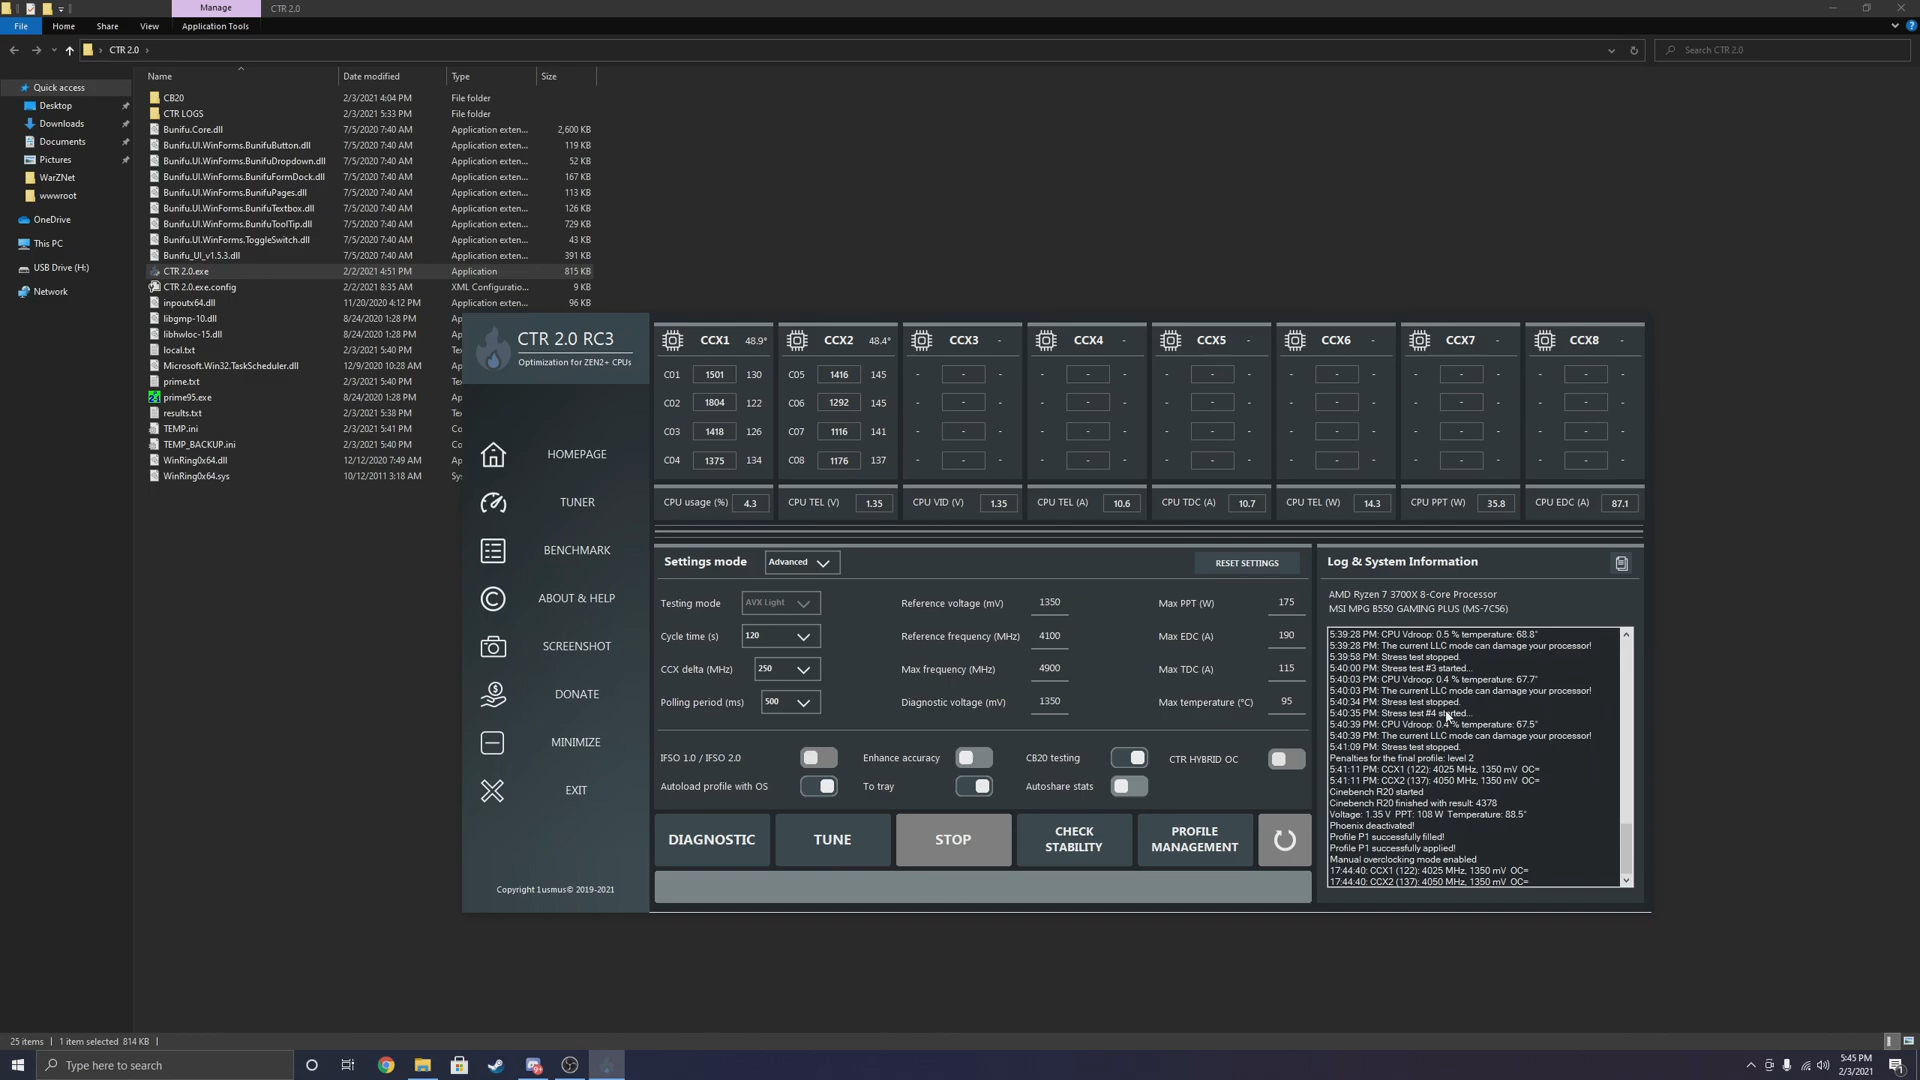 Manage
CTR 2.0
File
Home
Share
View
Application Tools
CTR 2.0
Search CTR 2.0
Name
Date modified
Type
Size
Quick access
Desktop
Downloads
Documents
Pictures
WarZNet
wwwroot
OneDrive
This PC
USB Drive (H:)
Network
CB20 2/3/2021 4:04 PM File folder
CTR LOGS 2/3/2021 5:33 PM File folder
Bunifu.Core.dll 7/5/2020 7:40 AM Application exten... 2,600 KB
Bunifu.UI.WinForms.BunifuButton.dll 7/5/2020 7:40 AM Application exten... 119 KB
Bunifu.UI.WinForms.BunifuDropdown.dll 7/5/2020 7:40 AM Application exten... 52 KB
Bunifu.UI.WinForms.BunifuFormDock.dll 7/5/2020 7:40 AM Application exten... 167 KB
Bunifu.UI.WinForms.BunifuPages.dll 7/5/2020 7:40 AM Application exten... 113 KB
Bunifu.UI.WinForms.BunifuTextbox.dll 7/5/2020 7:40 AM Application exten... 126 KB
Bunifu.UI.WinForms.BunifuToolTip.dll 7/5/2020 7:40 AM Application exten... 729 KB
Bunifu.UI.WinForms.ToggleSwitch.dll 7/5/2020 7:40 AM Application exten... 43 KB
Bunifu_UI_v1.5.3.dll 7/5/2020 7:40 AM Application exten... 391 KB
CTR 2.0.exe 2/2/2021 4:51 PM Application 815 KB
CTR 2.0.exe.config 2/2/2021 8:35 AM XML Configuratio... 9 KB
inpoutx64.dll 11/20/2020 4:12 PM Application exten... 96 KB
libgmp-10.dll 8/24/2020 1:28 PM Ap
libhwloc-15.dll 8/24/2020 1:28 PM Ap
local.txt 2/3/2021 5:40 PM Te
Microsoft.Win32.TaskScheduler.dll 12/9/2020 10:28 AM Ap
prime.txt 2/3/2021 5:40 PM Te
prime95.exe 8/24/2020 1:28 PM Ap
results.txt 2/3/2021 5:38 PM Te
TEMP.ini 2/3/2021 5:41 PM Co
TEMP_BACKUP.ini 2/3/2021 5:40 PM Co
WinRing0x64.dll 12/12/2020 7:49 AM Ap
WinRing0x64.sys 10/12/2011 3:18 AM Sy
CTR 2.0 RC3
Optimization for ZEN2+ CPUs
HOMEPAGE
TUNER
BENCHMARK
ABOUT & HELP
SCREENSHOT
DONATE
MINIMIZE
EXIT
Copyright 1usmus© 2019-2021
CCX1 48.9° CCX2 48.4° CCX3 - CCX4 - CCX5 - CCX6 - CCX7 - CCX8 -
C01 1501 130 C05 1416 145 - - - - - - - - - - - - - - - - - -
C02 1804 122 C06 1292 145 - - - - - - - - - - - - - - - - - -
C03 1418 126 C07 1116 141 - - - - - - - - - - - - - - - - - -
C04 1375 134 C08 1176 137 - - - - - - - - - - - - - - - - - -
CPU usage (%) 4.3 CPU TEL (V) 1.35 CPU VID (V) 1.35 CPU TEL (A) 10.6 CPU TDC (A) 10.7 CPU TEL (W) 14.3 CPU PPT (W) 35.8 CPU EDC (A) 87.1
Settings mode Advanced RESET SETTINGS
Testing mode AVX Light Reference voltage (mV) 1350 Max PPT (W) 175
Cycle time (s) 120 Reference frequency (MHz) 4100 Max EDC (A) 190
CCX delta (MHz) 250 Max frequency (MHz) 4900 Max TDC (A) 115
Polling period (ms) 500 Diagnostic voltage (mV) 1350 Max temperature (°C) 95
IFSO 1.0 / IFSO 2.0 Enhance accuracy CB20 testing CTR HYBRID OC
Autoload profile with OS To tray Autoshare stats
DIAGNOSTIC
TUNE
STOP
CHECK
STABILITY
PROFILE
MANAGEMENT
Log & System Information
AMD Ryzen 7 3700X 8-Core Processor
MSI MPG B550 GAMING PLUS (MS-7C56)
5:39:28 PM: CPU Vdroop: 0.5 % temperature: 68.8°
5:39:28 PM: The current LLC mode can damage your processor!
5:39:58 PM: Stress test stopped.
5:40:00 PM: Stress test #3 started...
5:40:03 PM: CPU Vdroop: 0.4 % temperature: 67.7°
5:40:03 PM: The current LLC mode can damage your processor!
5:40:34 PM: Stress test stopped.
5:40:35 PM: Stress test #4 started...
5:40:39 PM: CPU Vdroop: 0.4 % temperature: 67.5°
5:40:39 PM: The current LLC mode can damage your processor!
5:41:09 PM: Stress test stopped.
Penalties for the final profile: level 2
5:41:11 PM: CCX1 (122): 4025 MHz, 1350 mV OC=
5:41:11 PM: CCX2 (137): 4050 MHz, 1350 mV OC=
Cinebench R20 started
Cinebench R20 finished with result: 4378
Voltage: 1.35 V PPT: 108 W Temperature: 88.5°
Phoenix deactivated!
Profile P1 successfully filled!
Profile P1 successfully applied!
Manual overclocking mode enabled
17:44:40: CCX1 (122): 4025 MHz, 1350 mV OC=
17:44:40: CCX2 (137): 4050 MHz, 1350 mV OC=
25 items
1 item selected 814 KB
Type here to search
5:45 PM
2/3/2021